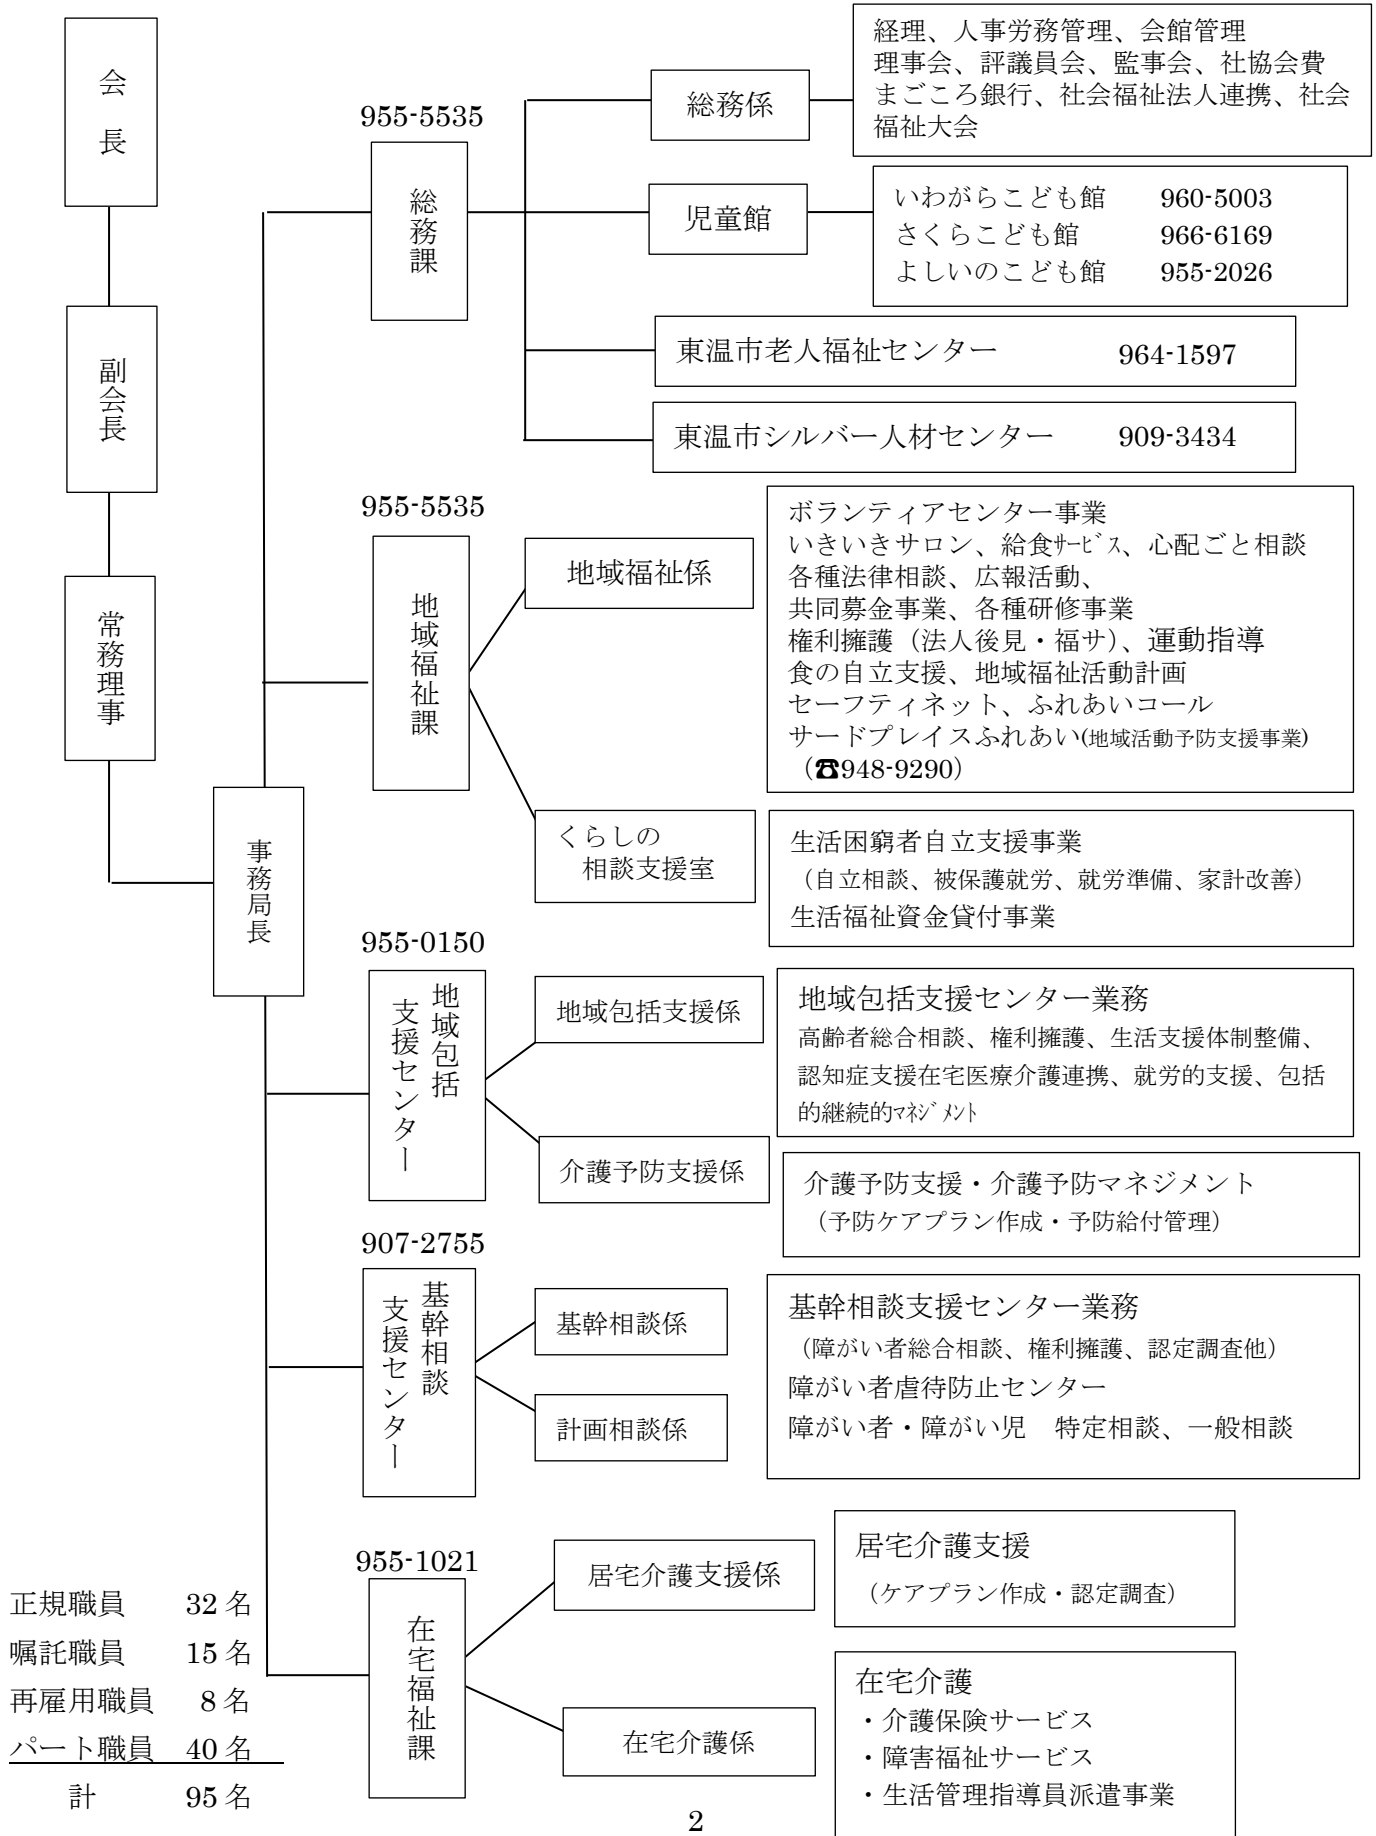 会長
副会長
常務理事
事務局長
955-5535
総務課
総務係
経理、人事労務管理、会館管理
理事会、評議員会、監事会、社協会費
まごころ銀行、社会福祉法人連携、社会
福祉大会
児童館
いわがらこども館 960-5003
さくらこども館 966-6169
よしいのこども館 955-2026
東温市老人福祉センター 964-1597
東温市シルバー人材センター 909-3434
955-5535
地域福祉課
地域福祉係
ボランティアセンター事業
いきいきサロン、給食ｻｰﾋﾞｽ、心配ごと相談
各種法律相談、広報活動、
共同募金事業、各種研修事業
権利擁護（法人後見・福サ）、運動指導
食の自立支援、地域福祉活動計画
セーフティネット、ふれあいコール
サードプレイスふれあい(地域活動予防支援事業)
（☎948-9290）
くらしの
相談支援室
生活困窮者自立支援事業
（自立相談、被保護就労、就労準備、家計改善）
生活福祉資金貸付事業
955-0150
地域包括
支援センター
地域包括支援係
地域包括支援センター業務
高齢者総合相談、権利擁護、生活支援体制整備、
認知症支援在宅医療介護連携、就労的支援、包括
的継続的ﾏﾈｼﾞﾒﾝﾄ
介護予防支援係
介護予防支援・介護予防マネジメント
（予防ケアプラン作成・予防給付管理）
907-2755
基幹相談
支援センター
基幹相談係
計画相談係
基幹相談支援センター業務
（障がい者総合相談、権利擁護、認定調査他）
障がい者虐待防止センター
障がい者・障がい児　特定相談、一般相談
955-1021
在宅福祉課
居宅介護支援係
居宅介護支援
（ケアプラン作成・認定調査）
在宅介護係
在宅介護
・介護保険サービス
・障害福祉サービス
・生活管理指導員派遣事業
正規職員 32 名
嘱託職員 15 名
再雇用職員 8 名
パート職員 40 名
計 95 名
2